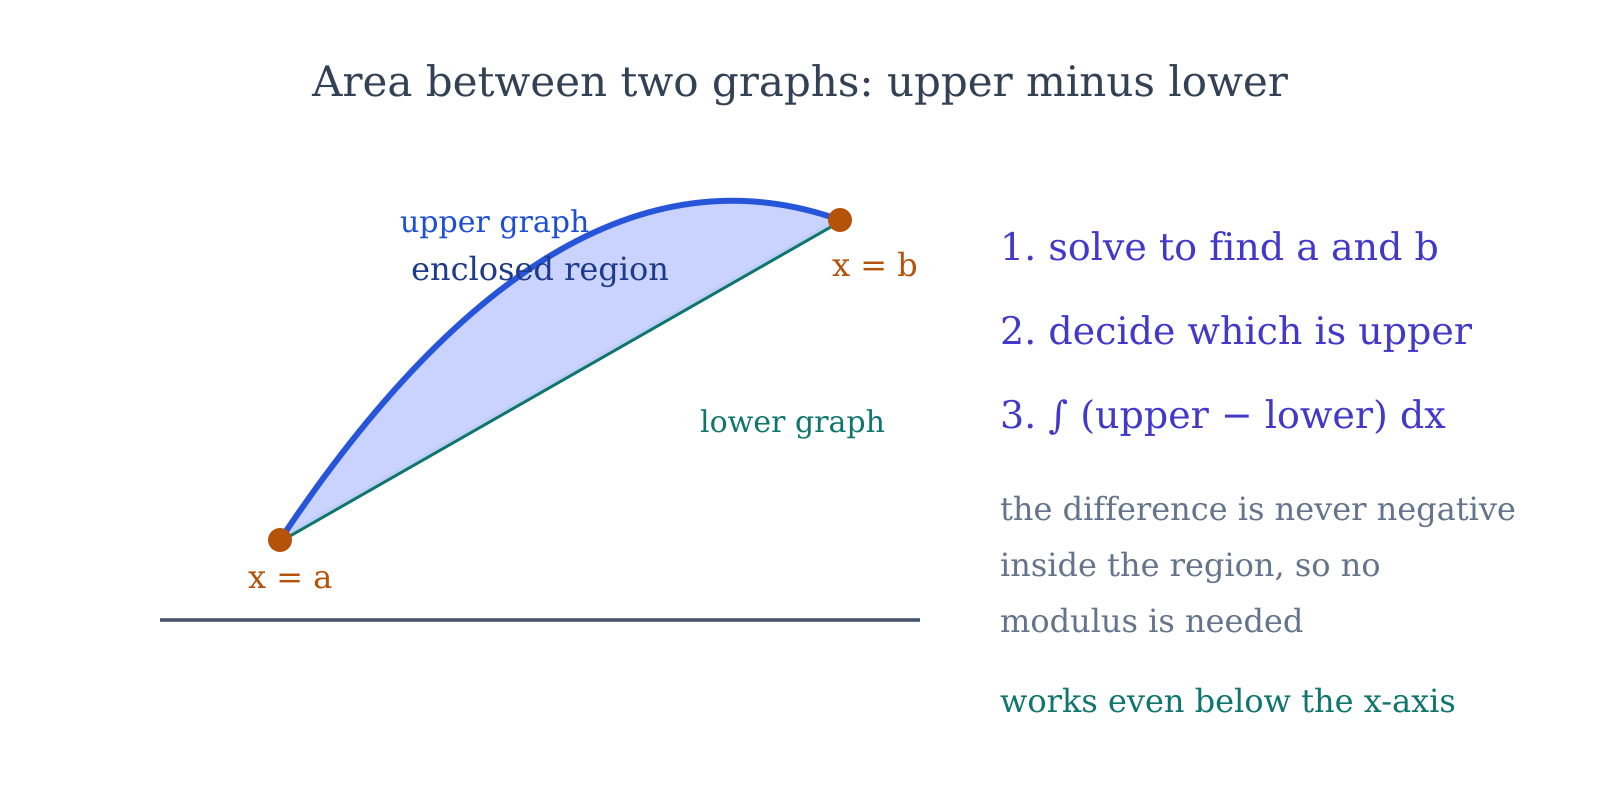 Area between two graphs: upper minus lower
upper graph
enclosed region
x = b
lower graph
x = a
1. solve to find a and b
2. decide which is upper
3. ∫ (upper − lower) dx
the difference is never negative
inside the region, so no
modulus is needed
works even below the x-axis